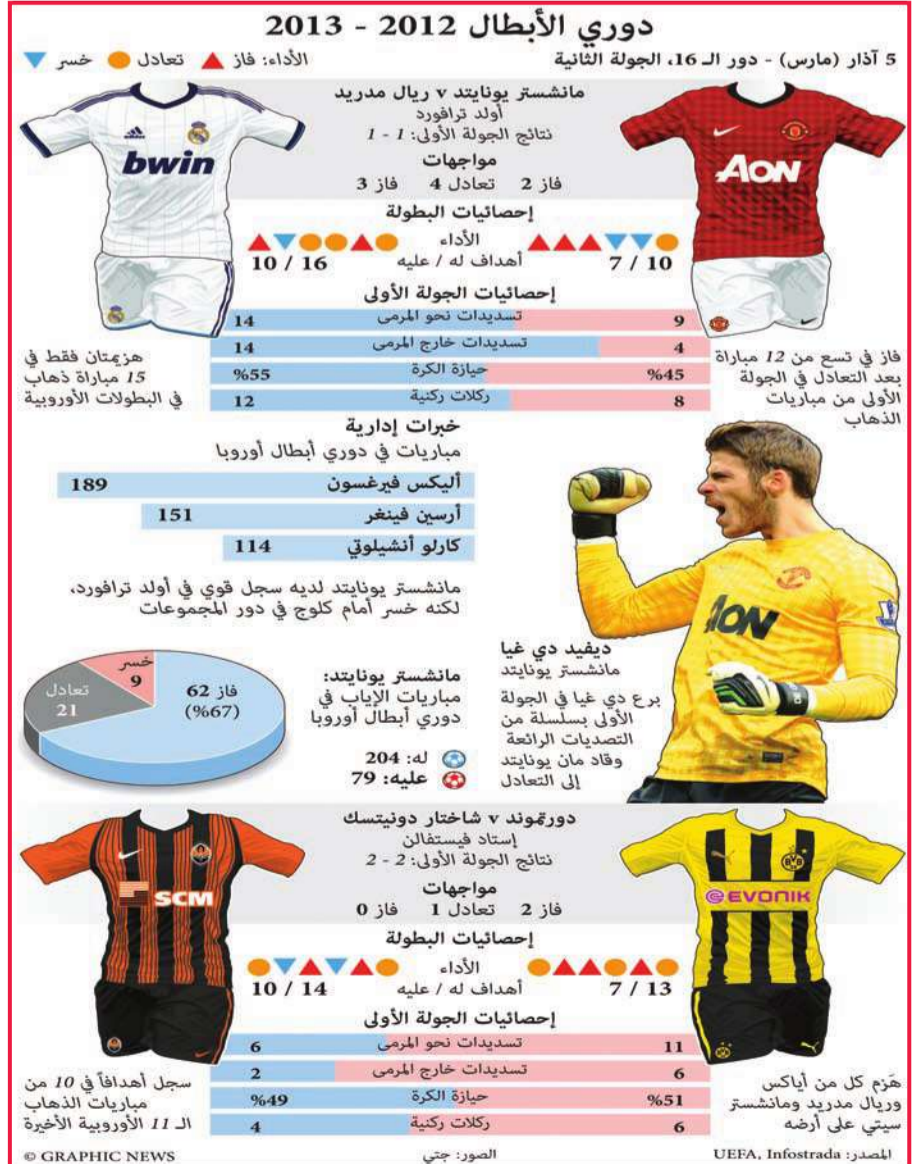 دوري الأبطال 2012 - 2013
5 آذار (مارس) - دور الـ 16، الجولة الثانية
الأداء: فاز تعادل خسر
مانشستر يونايتد v ريال مدريد
أولد ترافورد
نتائج الجولة الأولى: 1 - 1
مواجهات
فاز 2 تعادل 4 فاز 3
إحصائيات البطولة
الأداء
7 / 10 أهداف له / عليه 10 / 16
إحصائيات الجولة الأولى
9 تسديدات نحو المرمى 14
4 تسديدات خارج المرمى 14
%45 حيازة الكرة %55
8 ركلات ركنية 12
AON
bwin
adidas
فاز في تسع من 12 مباراة
بعد التعادل في الجولة
الأولى من مباريات
الذهاب
هزيمتان فقط في
15 مباراة ذهاب
في البطولات الأوروبية
خبرات إدارية
مباريات في دوري أبطال أوروبا
أليكس فيرغسون 189
أرسين فينغر 151
كارلو أنشيلوتي 114
مانشستر يونايتد لديه سجل قوي في أولد ترافورد،
لكنه خسر أمام كلوج في دور المجموعات
AON
ديفيد دي غيا
مانشستر يونايتد
برع دي غيا في الجولة
الأولى بسلسلة من
التصديات الرائعة
وقاد مان يونايتد
إلى التعادل
مانشستر يونايتد:
مباريات الإياب في
دوري أبطال أوروبا
له: 204
عليه: 79
فاز 62
(%67)
تعادل
21
خسر
9
دورتموند v شاختار دونيتسك
إستاد فيستفالن
نتائج الجولة الأولى: 2 - 2
مواجهات
فاز 2 تعادل 1 فاز 0
إحصائيات البطولة
الأداء
7 / 13 أهداف له / عليه 10 / 14
إحصائيات الجولة الأولى
11 تسديدات نحو المرمى 6
6 تسديدات خارج المرمى 2
%51 حيازة الكرة %49
6 ركلات ركنية 4
EVONIK
BVB
09
SCM
هَزم كل من أياكس
وريال مدريد ومانشستر
سيتي على أرضه
سجل أهدافاً في 10 من
مباريات الذهاب
الـ 11 الأوروبية الأخيرة
المصدر: UEFA, Infostrada
الصور: جتي
© GRAPHIC NEWS